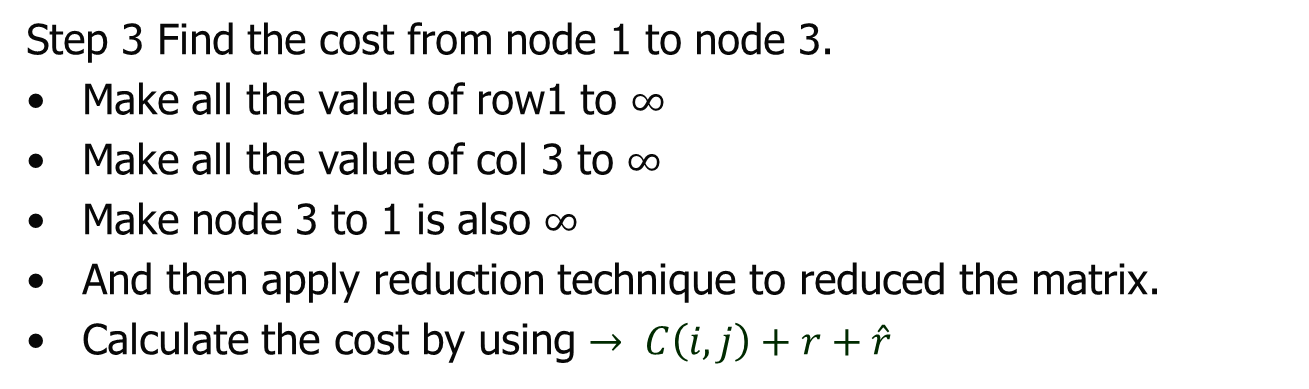 Step 3 Find the cost from node 1 to node 3.
• Make all the value of row1 to ∞
• Make all the value of col 3 to ∞
• Make node 3 to 1 is also ∞
• And then apply reduction technique to reduced the matrix.
• Calculate the cost by using → C(i,j) + r + r̂